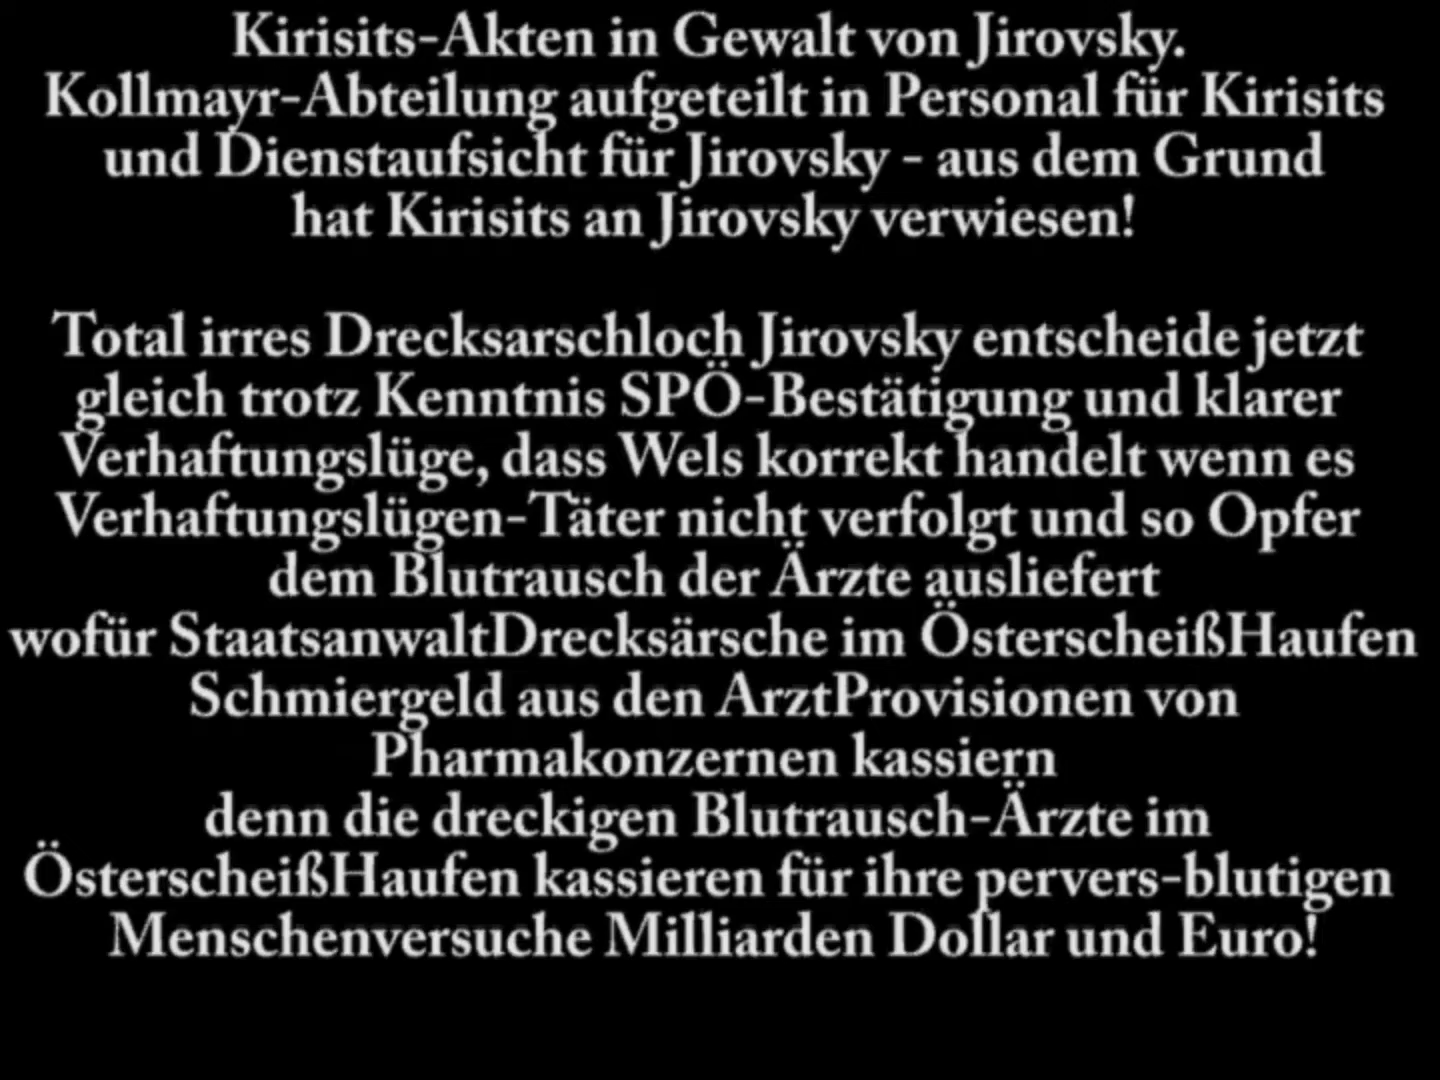 Kirisits-Akten in Gewalt von Jirovsky.
Kollmayr-Abteilung aufgeteilt in Personal für Kirisits
und Dienstaufsicht für Jirovsky - aus dem Grund
hat Kirisits an Jirovsky verwiesen!
Total irres Drecksarschloch Jirovsky entscheide jetzt
gleich trotz Kenntnis SPÖ-Bestätigung und klarer
Verhaftungslüge, dass Wels korrekt handelt wenn es
Verhaftungslügen-Täter nicht verfolgt und so Opfer
dem Blutrausch der Ärzte ausliefert
wofür StaatsanwaltDrecksärsche im ÖsterscheißHaufen
Schmiergeld aus den ArztProvisionen von
Pharmakonzernen kassiern
denn die dreckigen Blutrausch-Ärzte im
ÖsterscheißHaufen kassieren für ihre pervers-blutigen
Menschenversuche Milliarden Dollar und Euro!